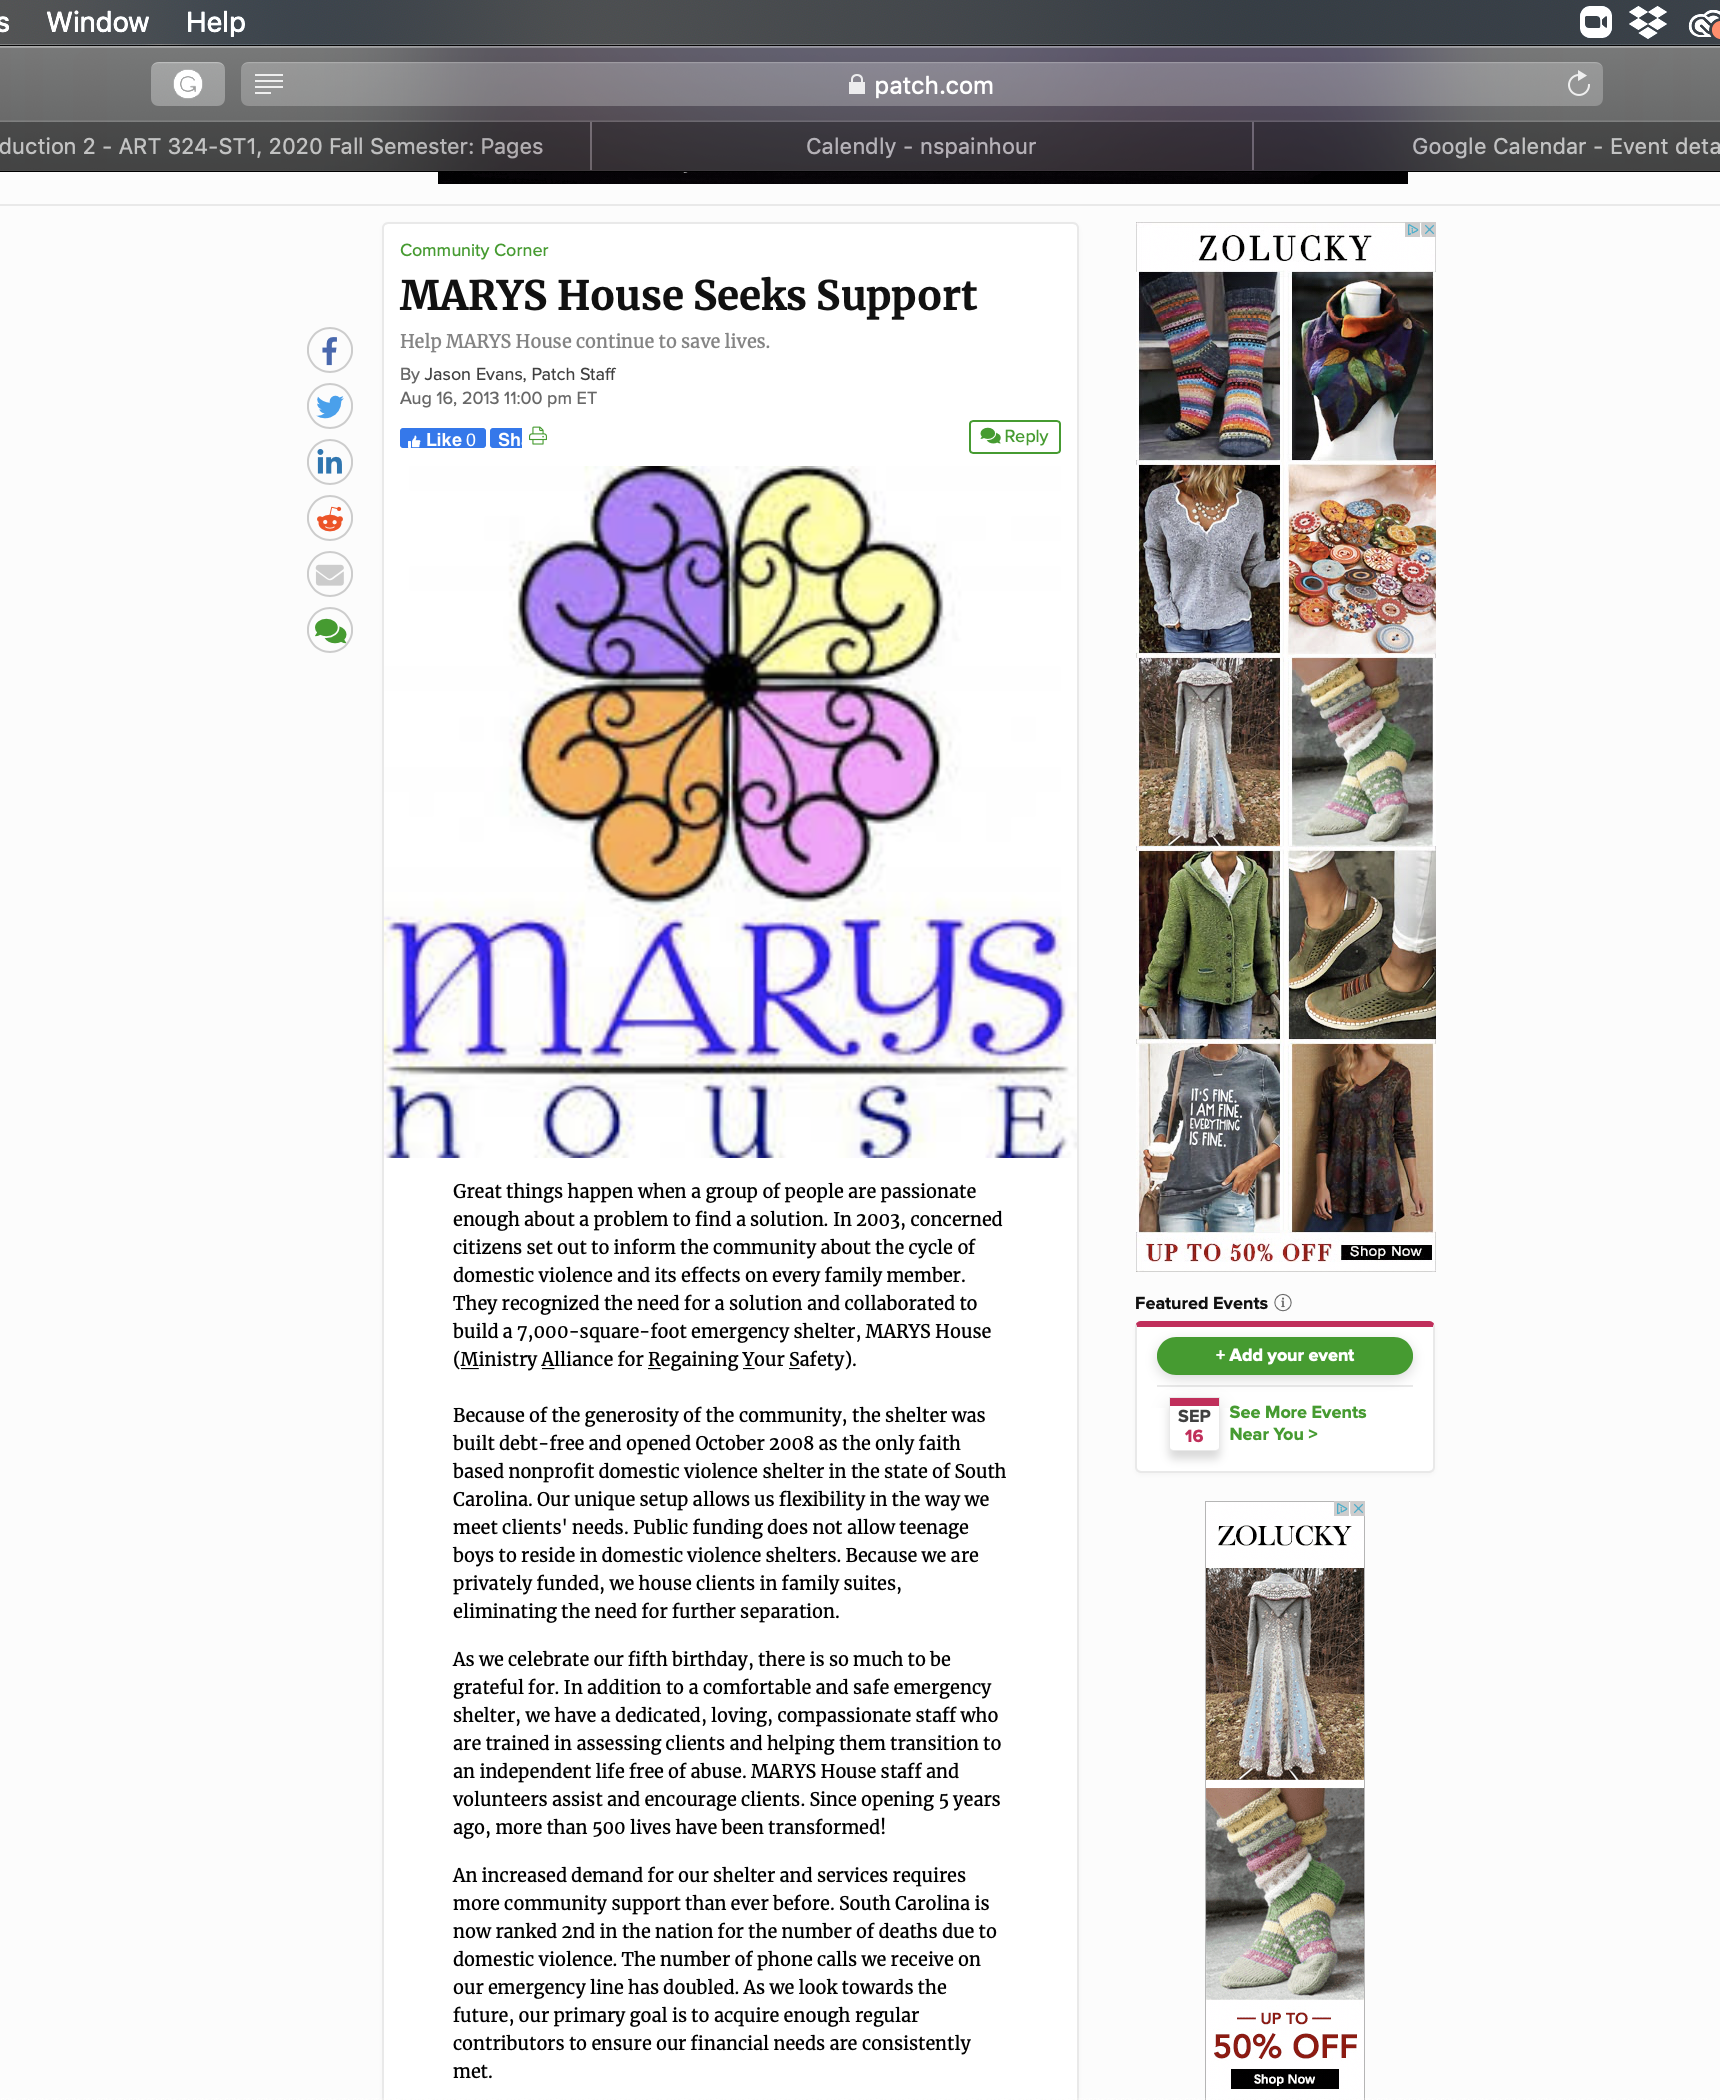 Window Help
patch.com
duction 2 - ART 324-ST1, 2020 Fall Semester: Pages
Calendly - nspainhour
Google Calendar - Event deta
Community Corner
MARYS House Seeks Support
Help MARYS House continue to save lives.
By Jason Evans, Patch Staff
Aug 16, 2013 11:00 pm ET
Like 0
Sh
Reply
MARYS
house
Great things happen when a group of people are passionate
enough about a problem to find a solution. In 2003, concerned
citizens set out to inform the community about the cycle of
domestic violence and its effects on every family member.
They recognized the need for a solution and collaborated to
build a 7,000-square-foot emergency shelter, MARYS House
(Ministry Alliance for Regaining Your Safety).
Because of the generosity of the community, the shelter was
built debt-free and opened October 2008 as the only faith
based nonprofit domestic violence shelter in the state of South
Carolina. Our unique setup allows us flexibility in the way we
meet clients' needs. Public funding does not allow teenage
boys to reside in domestic violence shelters. Because we are
privately funded, we house clients in family suites,
eliminating the need for further separation.
As we celebrate our fifth birthday, there is so much to be
grateful for. In addition to a comfortable and safe emergency
shelter, we have a dedicated, loving, compassionate staff who
are trained in assessing clients and helping them transition to
an independent life free of abuse. MARYS House staff and
volunteers assist and encourage clients. Since opening 5 years
ago, more than 500 lives have been transformed!
An increased demand for our shelter and services requires
more community support than ever before. South Carolina is
now ranked 2nd in the nation for the number of deaths due to
domestic violence. The number of phone calls we receive on
our emergency line has doubled. As we look towards the
future, our primary goal is to acquire enough regular
contributors to ensure our financial needs are consistently
met.
ZOLUCKY
IT'S FINE.
I AM FINE.
EVERYTHING
IS FINE.
UP TO 50% OFF Shop Now
Featured Events
+ Add your event
SEP
16
See More Events
Near You >
ZOLUCKY
UP TO
50% OFF
Shop Now